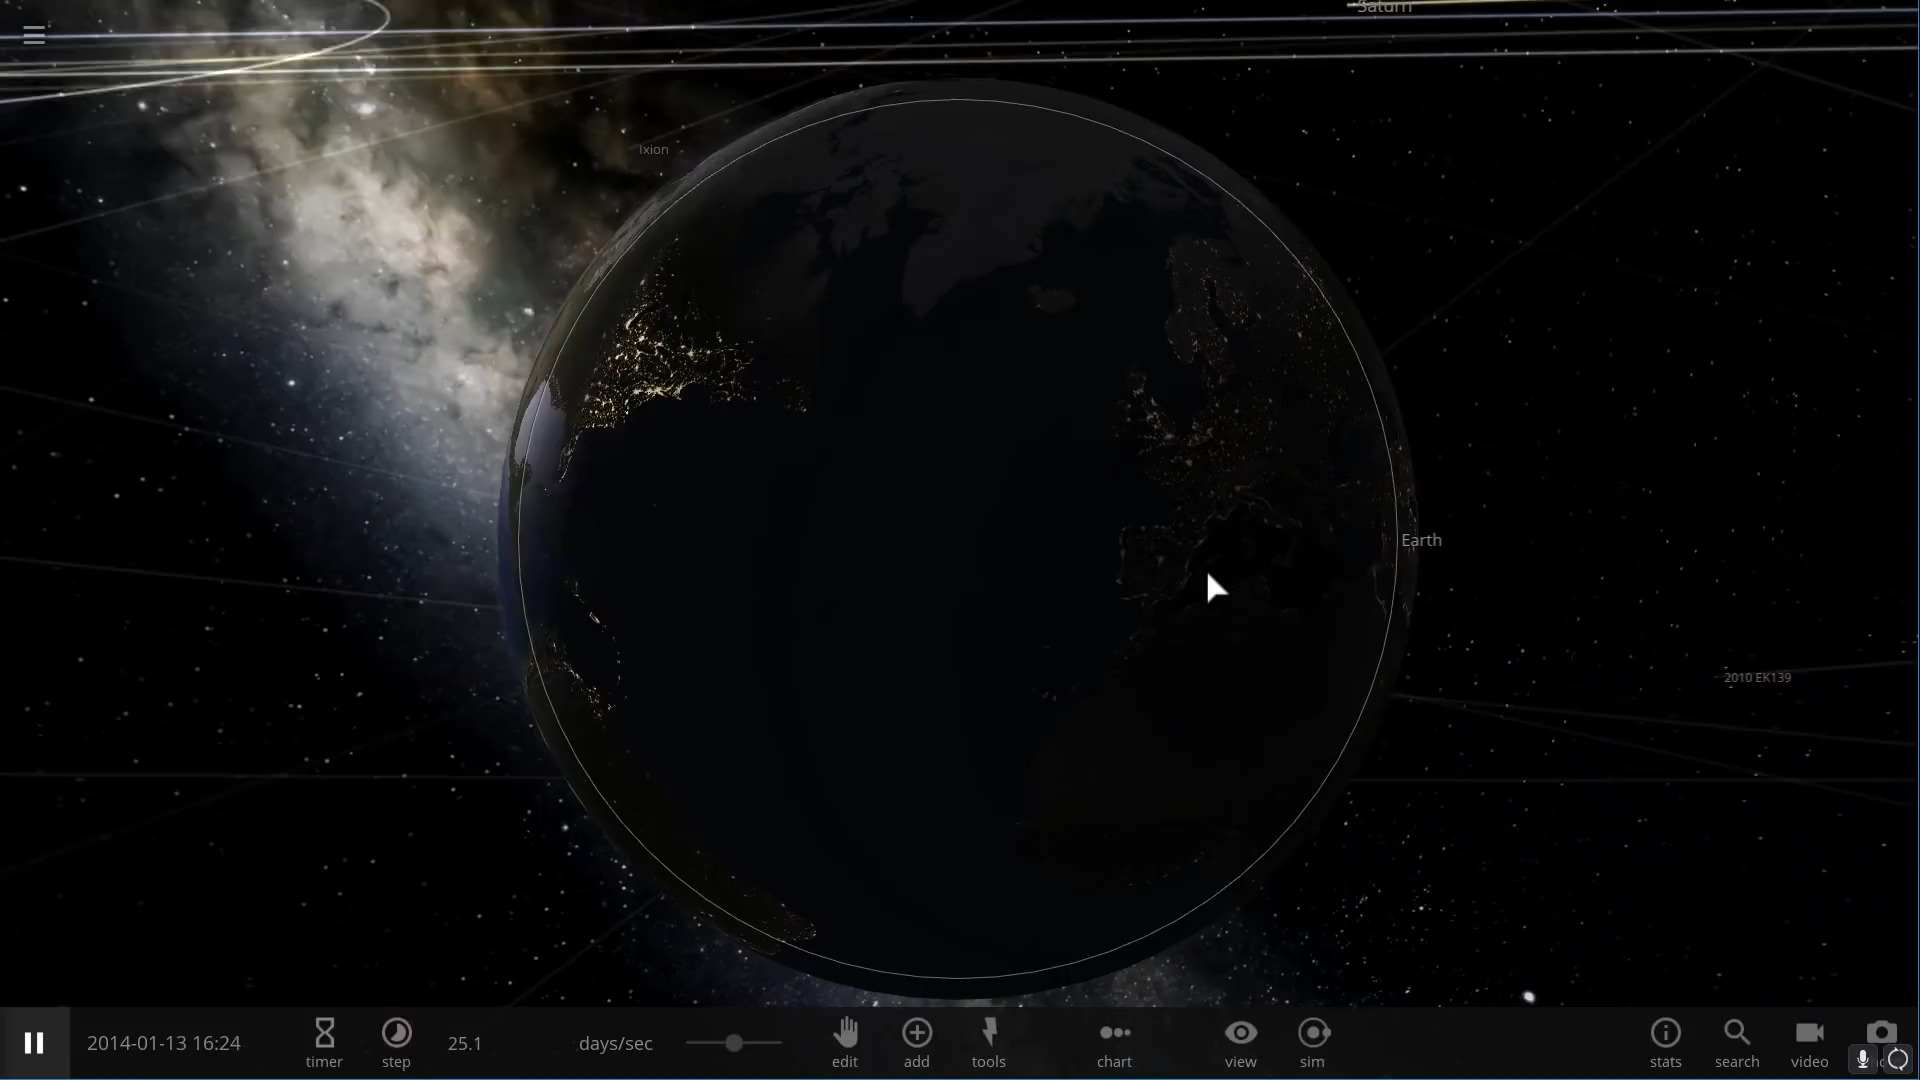 Saturn
Ixion
Earth
2010 EK139
2014-01-13 16:24
timer
step
25.1
days/sec
edit
add
tools
chart
view
sim
stats
search
video